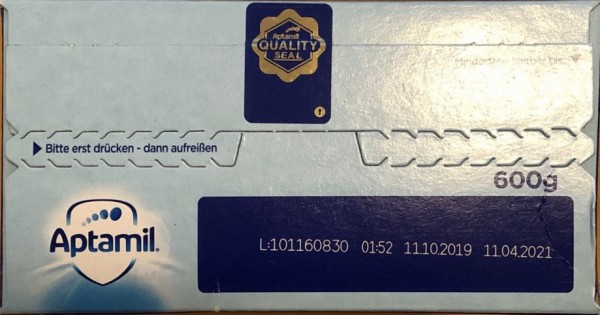 Aptamil
QUALITY
SEAL
Mindestens haltbar bis:
Bitte erst drücken - dann aufreißen
600g
Aptamil
L:101160830 01:52 11.10.2019 11.04.2021